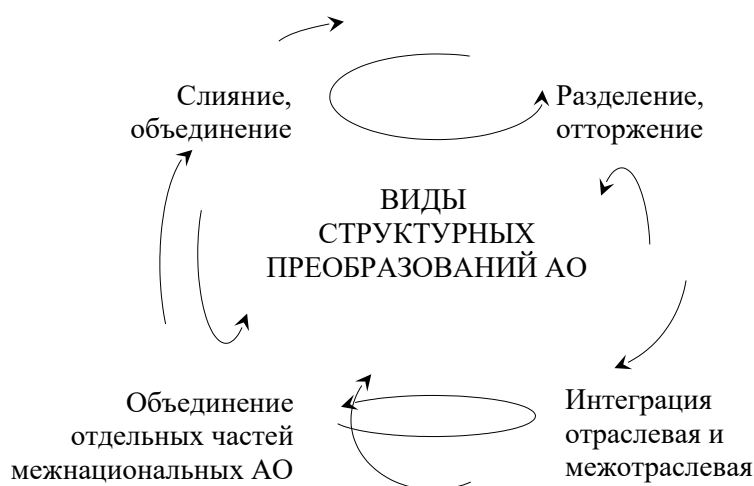 Слияние,
объединение
Разделение,
отторжение
ВИДЫ
СТРУКТУРНЫХ
ПРЕОБРАЗОВАНИЙ АО
Объединение
отдельных частей
межнациональных АО
Интеграция
отраслевая и
межотраслевая